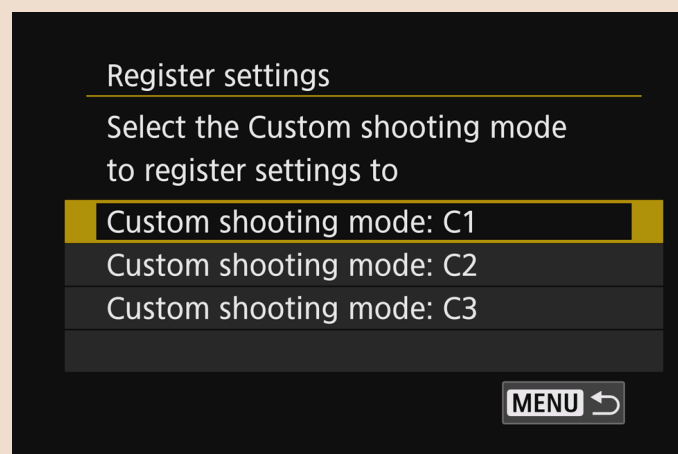 Register settings
Select the Custom shooting mode
to register settings to
Custom shooting mode: C1
Custom shooting mode: C2
Custom shooting mode: C3
MENU